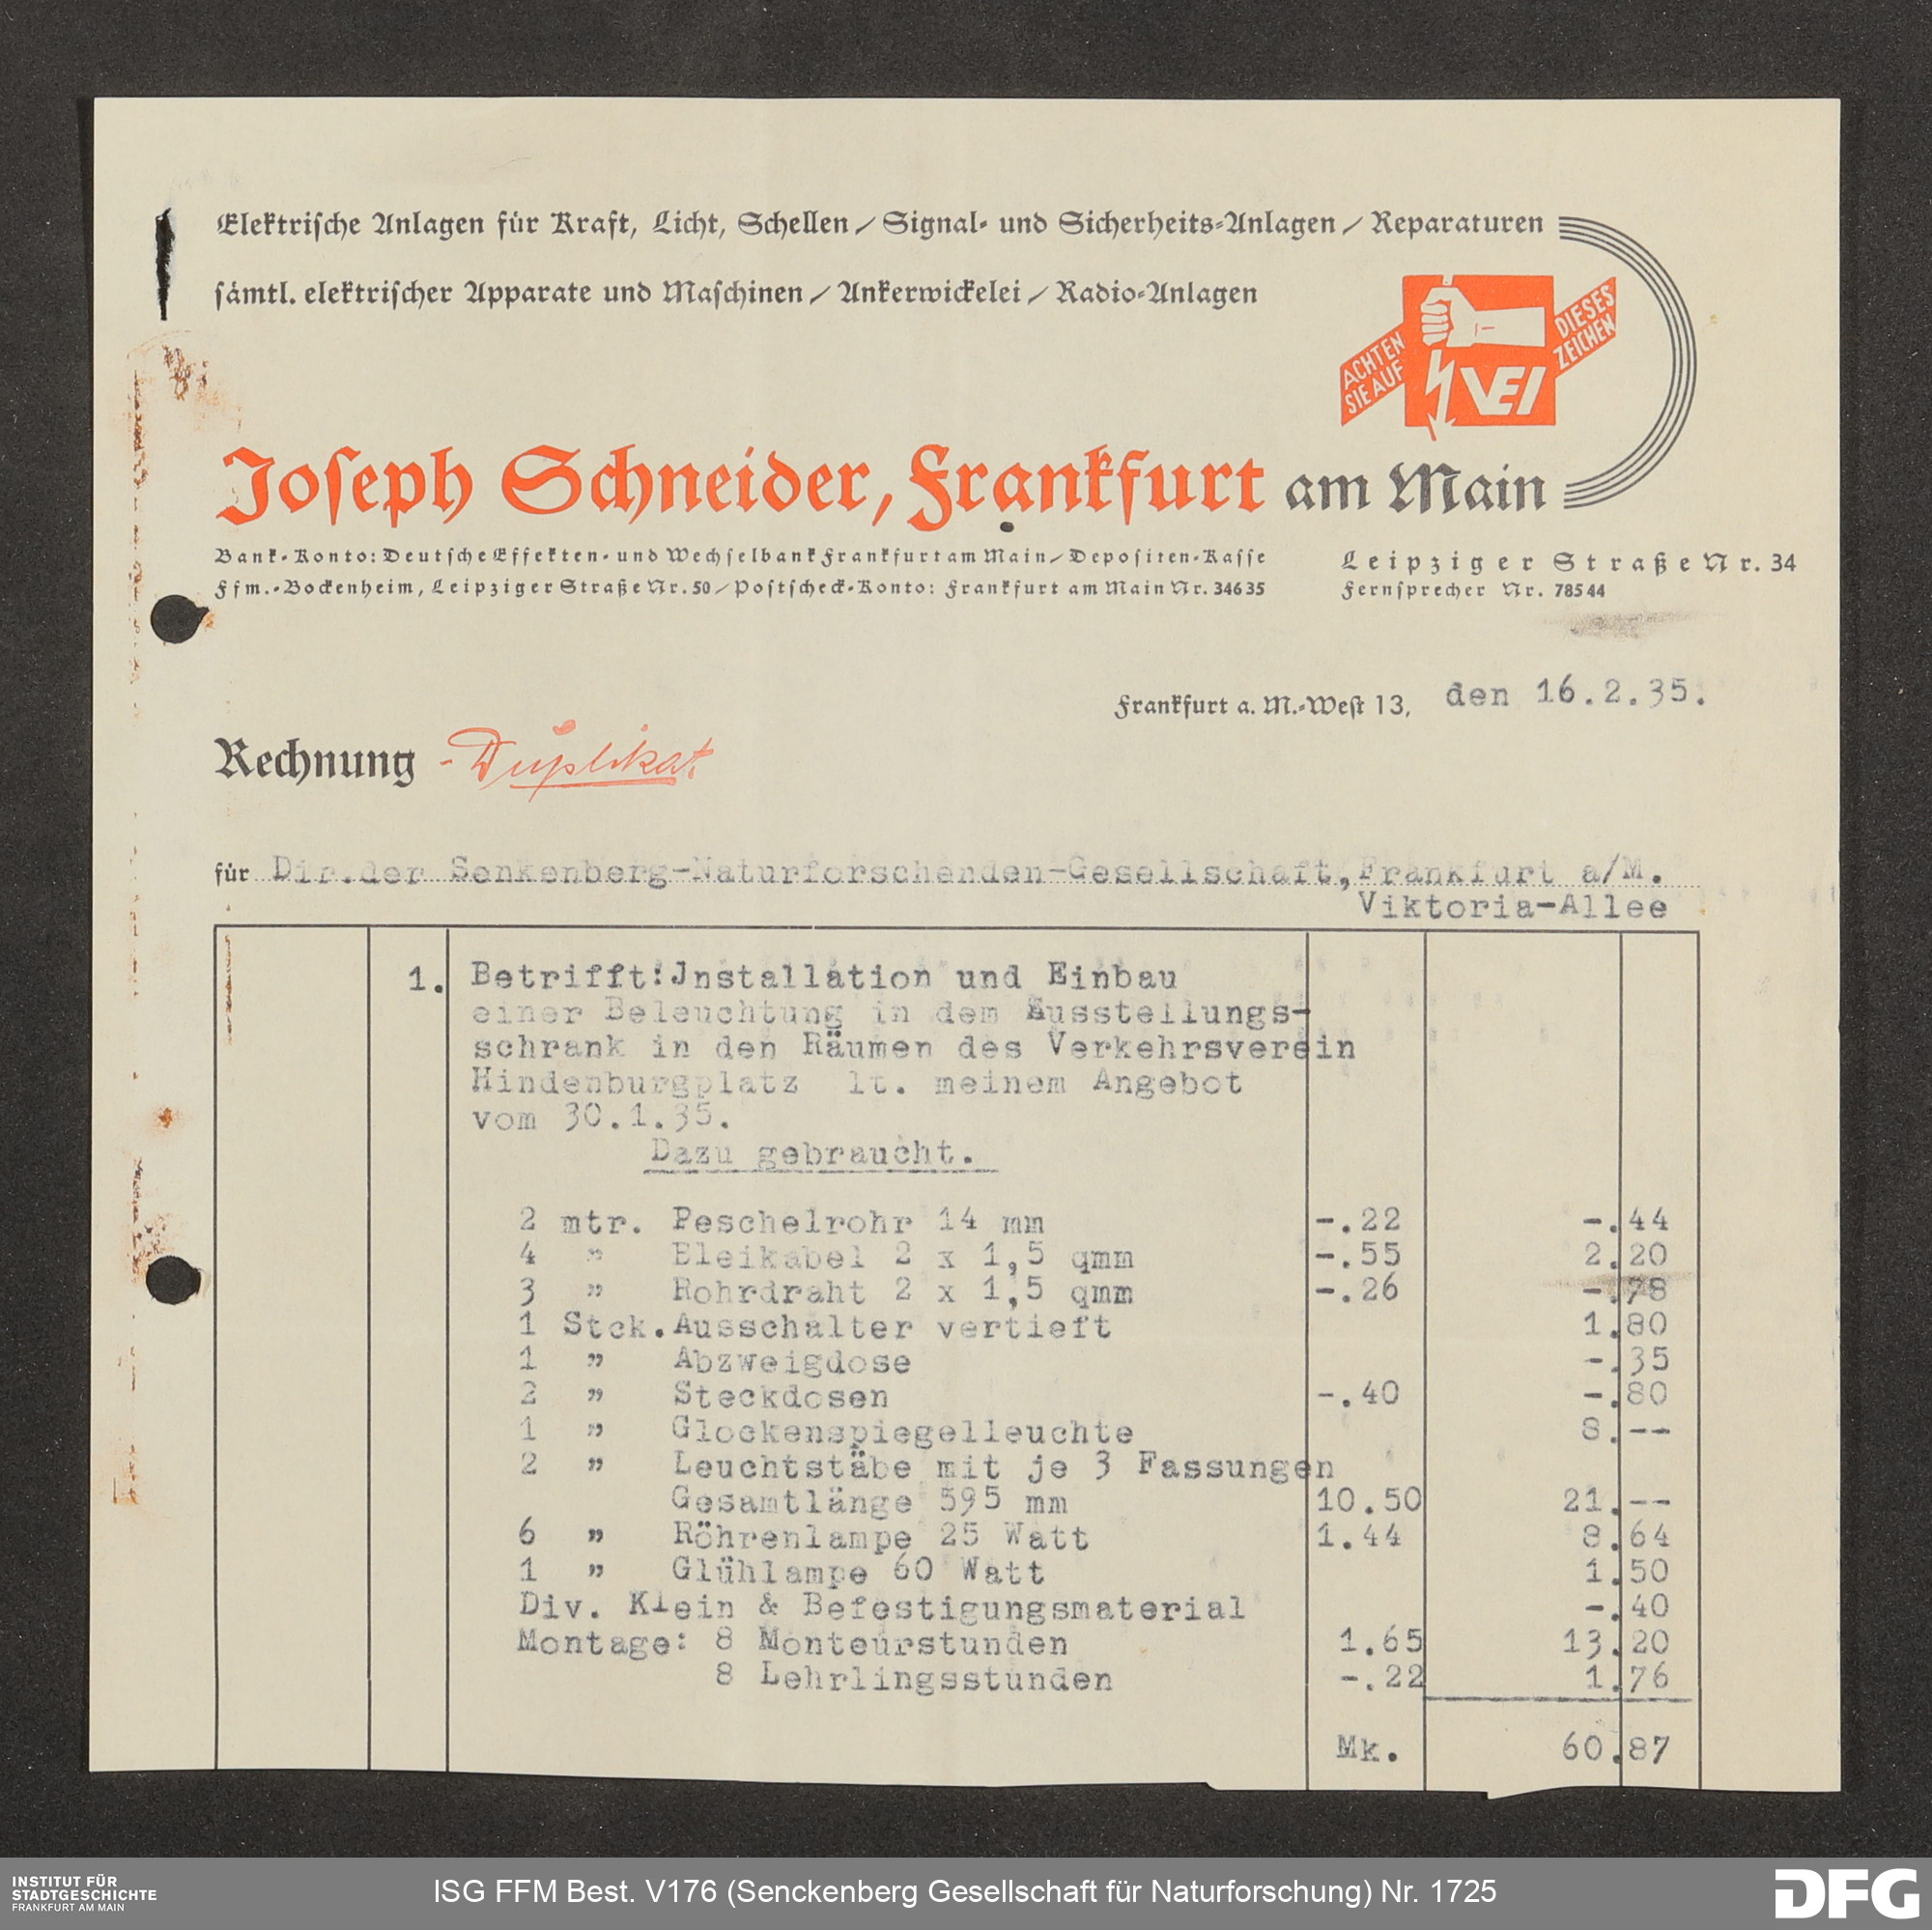 Elektrische Anlagen für Kraft, Licht, Schellen / Signal- und Sicherheits-Anlagen / Reparaturen
sämtl. elektrischer Apparate und Maschinen / Ankerwickelei / Radio-Anlagen
ACHTEN SIE AUF
DIESES ZEICHEN
VEI
Joseph Schneider, Frankfurt am Main
Bank-Konto: Deutsche Effekten- und Wechselbank Frankfurt am Main / Depositen-Kasse
Ffm.-Bockenheim, Leipziger Straße Nr. 50 / Postscheck-Konto: Frankfurt am Main Nr. 346 35
Leipziger Straße Nr. 34
Fernsprecher Nr. 785 44
Frankfurt a. M.-West 13, den 16.2.35.
Rechnung - Duplikat
für Dir.der Senkenberg-Naturforschenden-Gesellschaft, Frankfurt a/M.
Viktoria-Allee
1. Betrifft:Jnstallation und Einbau
einer Beleuchtung in dem Ausstellungs-
schrank in den Räumen des Verkehrsverein
Hindenburgplatz lt. meinem Angebot
vom 30.1.35.
Dazu gebraucht.
2 mtr. Peschelrohr 14 mm -.22 -.44
4 " Bleikabel 2 x 1,5 qmm -.55 2.20
3 " Rohrdraht 2 x 1,5 qmm -.26 -.78
1 Stck. Ausschalter vertieft 1.80
1 " Abzweigdose -.35
2 " Steckdosen -.40 -.80
1 " Glockenspiegelleuchte 8.--
2 " Leuchtstäbe mit je 3 Fassungen
Gesamtlänge 595 mm 10.50 21.--
6 " Röhrenlampe 25 Watt 1.44 8.64
1 " Glühlampe 60 Watt 1.50
Div. Klein & Befestigungsmaterial -.40
Montage: 8 Monteurstunden 1.65 13.20
8 Lehrlingsstunden -.22 1.76
Mk. 60.87
INSTITUT FÜR
STADTGESCHICHTE
FRANKFURT AM MAIN
ISG FFM Best. V176 (Senckenberg Gesellschaft für Naturforschung) Nr. 1725
DFG